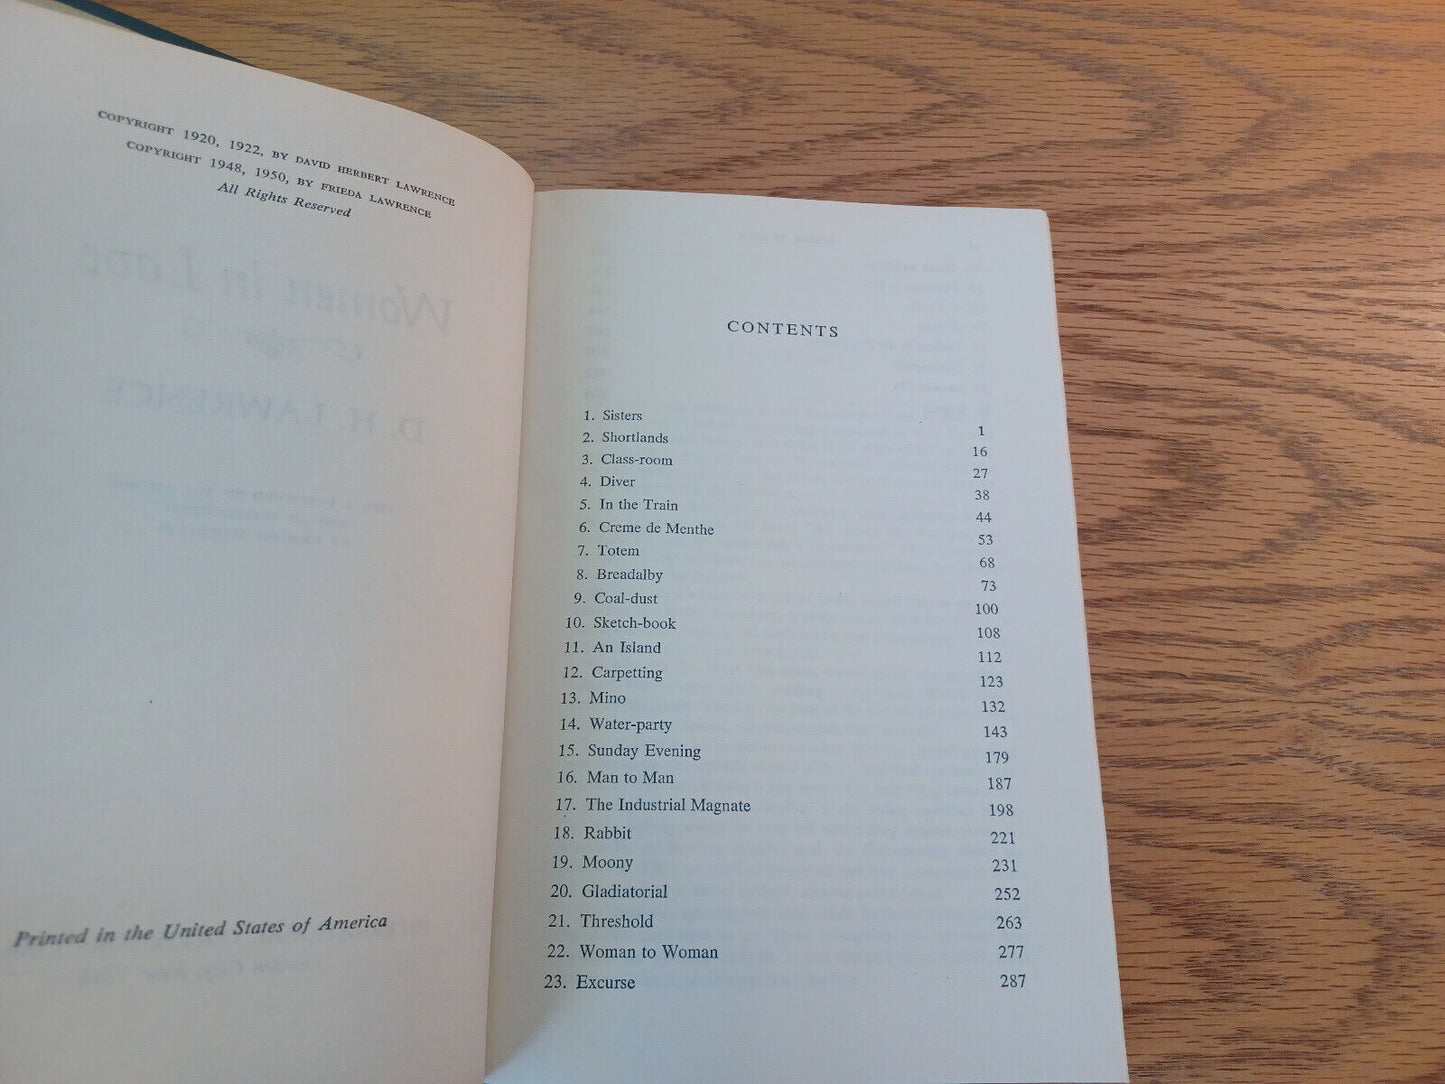 COPYRIGHT 1920, 1922, BY DAVID HERBERT LAWRENCE
COPYRIGHT 1948, 1950, BY FRIEDA LAWRENCE
All Rights Reserved
Women in Love
D. H. LAWRENCE
Printed in the United States of America
CONTENTS
1. Sisters 1
2. Shortlands 16
3. Class-room 27
4. Diver 38
5. In the Train 44
6. Creme de Menthe 53
7. Totem 68
8. Breadalby 73
9. Coal-dust 100
10. Sketch-book 108
11. An Island 112
12. Carpetting 123
13. Mino 132
14. Water-party 143
15. Sunday Evening 179
16. Man to Man 187
17. The Industrial Magnate 198
18. Rabbit 221
19. Moony 231
20. Gladiatorial 252
21. Threshold 263
22. Woman to Woman 277
23. Excurse 287